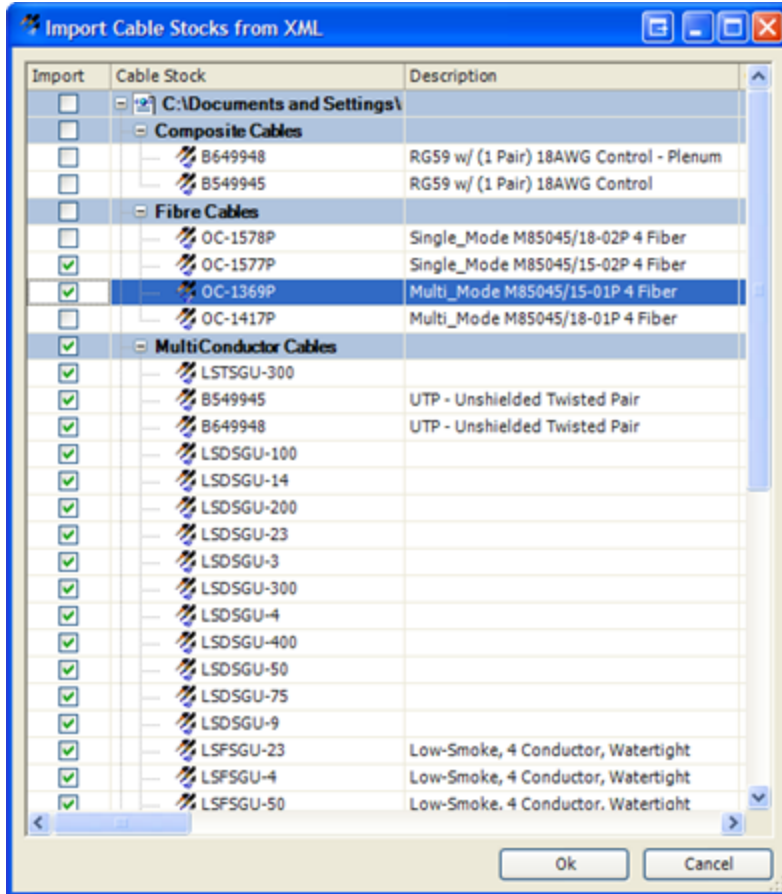 Import Cable Stocks from XML
Import Cable Stock Description
C:\Documents and Settings\
Composite Cables
B649948 RG59 w/ (1 Pair) 18AWG Control - Plenum
B549945 RG59 w/ (1 Pair) 18AWG Control
Fibre Cables
OC-1578P Single_Mode M85045/18-02P 4 Fiber
OC-1577P Single_Mode M85045/15-02P 4 Fiber
OC-1369P Multi_Mode M85045/15-01P 4 Fiber
OC-1417P Multi_Mode M85045/18-01P 4 Fiber
MultiConductor Cables
LSTSGU-300
B549945 UTP - Unshielded Twisted Pair
B649948 UTP - Unshielded Twisted Pair
LSDSGU-100
LSDSGU-14
LSDSGU-200
LSDSGU-23
LSDSGU-3
LSDSGU-300
LSDSGU-4
LSDSGU-400
LSDSGU-50
LSDSGU-75
LSDSGU-9
LSFSGU-23 Low-Smoke, 4 Conductor, Watertight
LSFSGU-4 Low-Smoke, 4 Conductor, Watertight
LSFSGU-50 Low-Smoke, 4 Conductor, Watertight
Ok Cancel